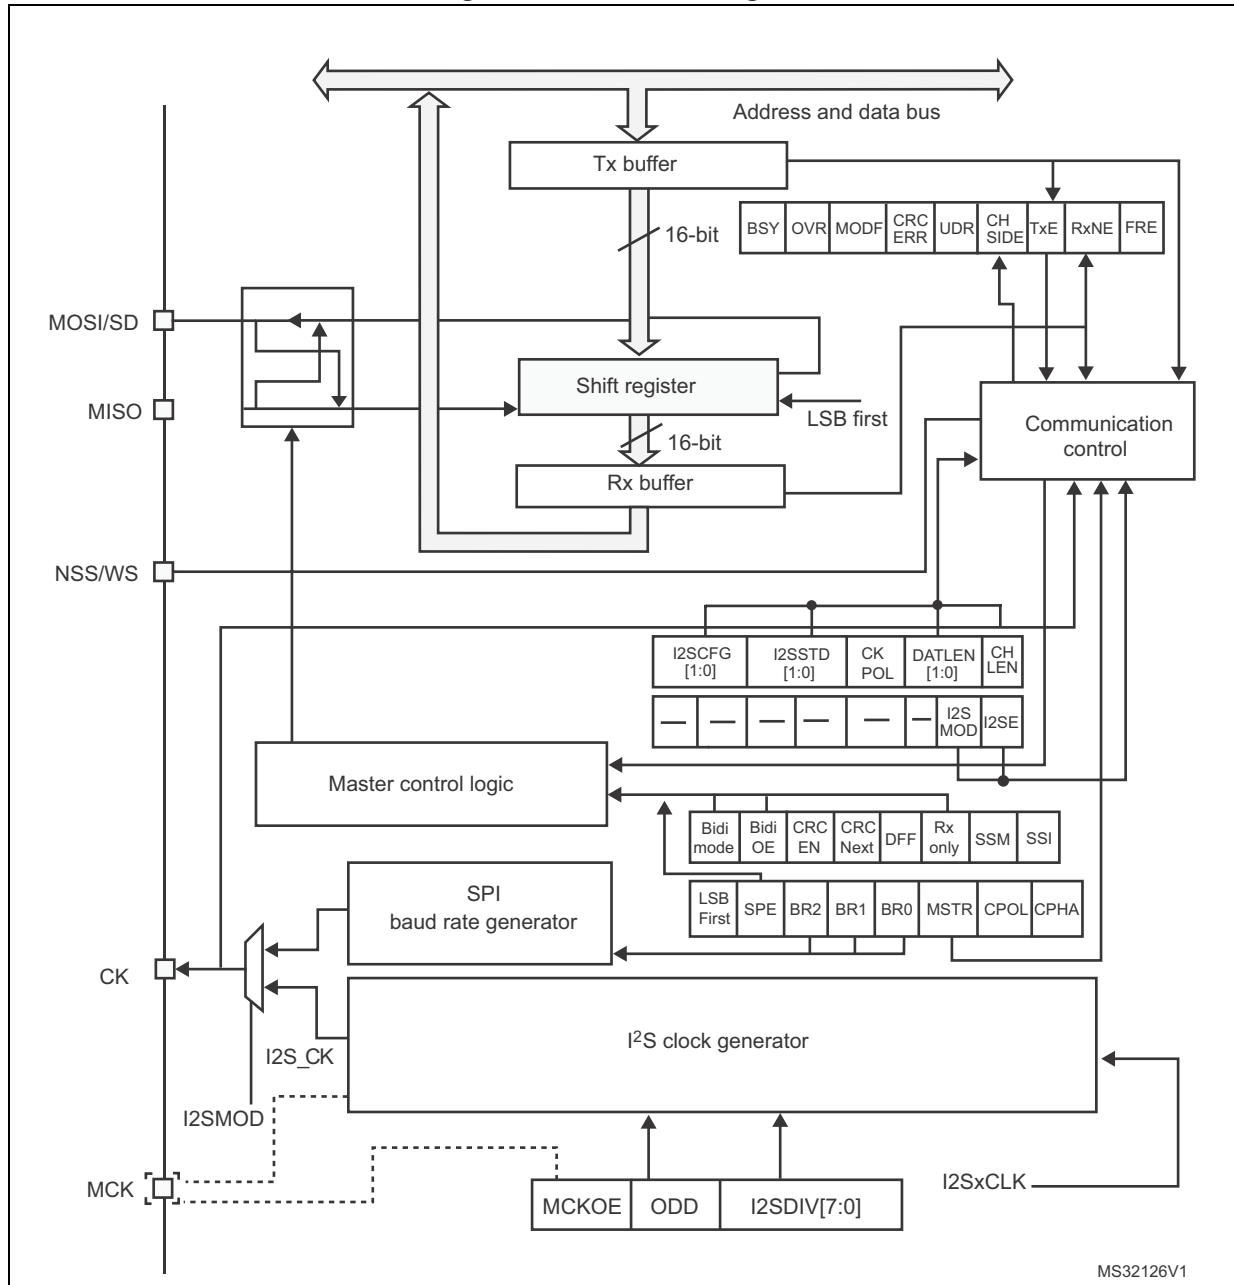 Address and data bus
Tx buffer
16-bit
BSY OVR MODF CRC ERR UDR CH SIDE TxE RxNE FRE
MOSI/SD
Shift register
MISO
LSB first
Communication
control
16-bit
Rx buffer
NSS/WS
I2SCFG [1:0] I2SSTD [1:0] CK POL DATLEN [1:0] CH LEN
— — — — — — I2S MOD I2SE
Master control logic
Bidi mode Bidi OE CRC EN CRC Next DFF Rx only SSM SSI
SPI
baud rate generator
LSB First SPE BR2 BR1 BR0 MSTR CPOL CPHA
CK
I2S clock generator
I2S_CK
I2SMOD
MCK
I2SxCLK
MCKOE ODD I2SDIV[7:0]
MS32126V1